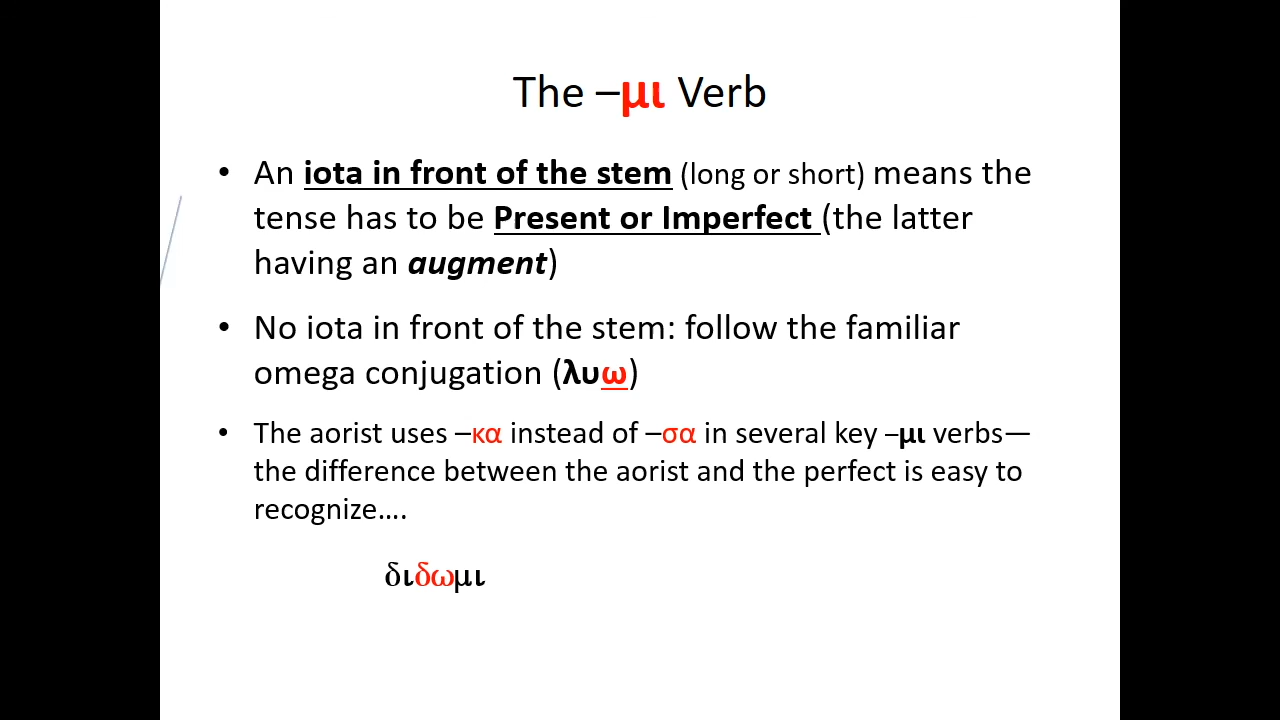 The –μι Verb
• An iota in front of the stem (long or short) means the
tense has to be Present or Imperfect (the latter
having an augment)
• No iota in front of the stem: follow the familiar
omega conjugation (λυω)
• The aorist uses –κα instead of –σα in several key –μι verbs—
the difference between the aorist and the perfect is easy to
recognize....
διδωμι